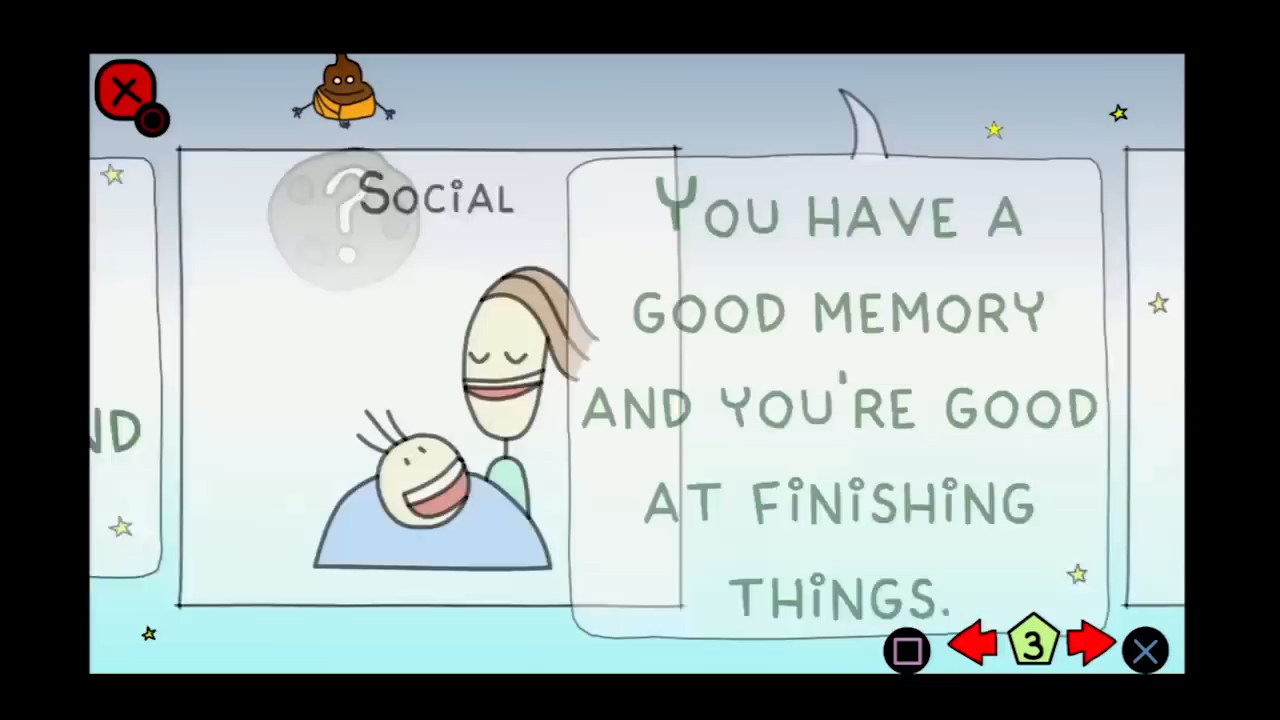 ?
Social
You have a
good memory
and you're good
at finishing
things.
ND
3